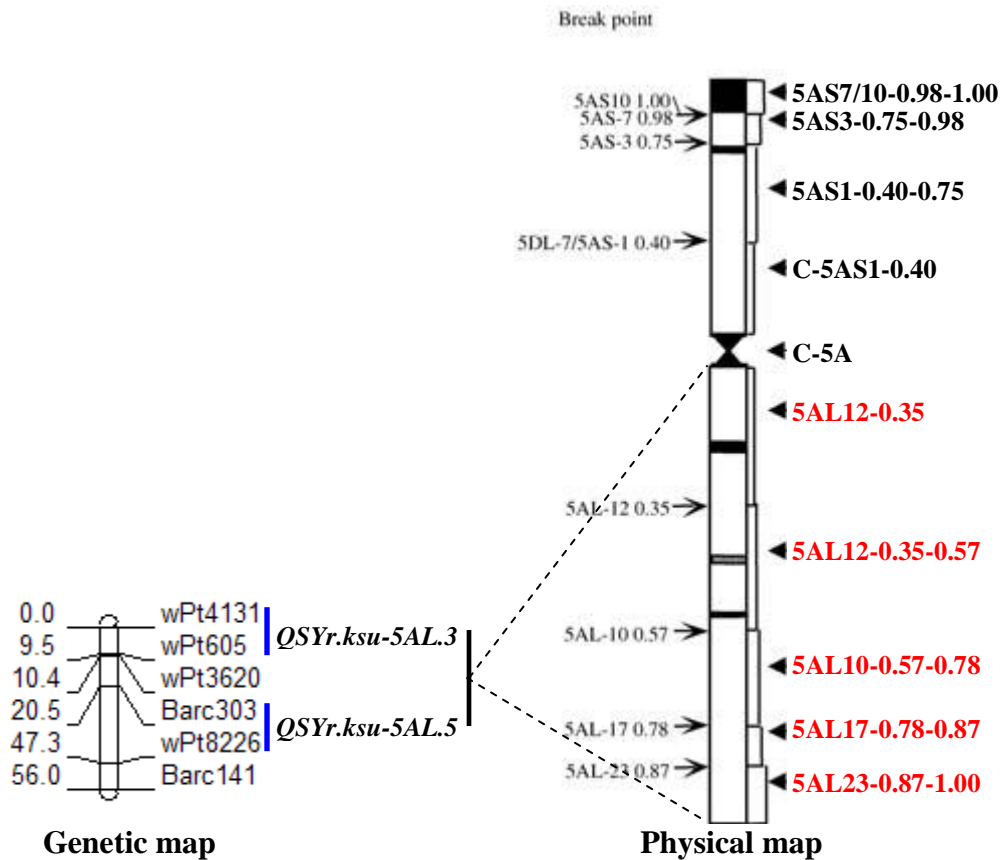 Break point
5AS10 1.00
5AS-7 0.98
5AS-3 0.75
5DL-7/5AS-1 0.40
5AL-12 0.35
5AL-10 0.57
5AL-17 0.78
5AL-23 0.87
5AS7/10-0.98-1.00
5AS3-0.75-0.98
5AS1-0.40-0.75
C-5AS1-0.40
C-5A
5AL12-0.35
5AL12-0.35-0.57
5AL10-0.57-0.78
5AL17-0.78-0.87
5AL23-0.87-1.00
0.0 wPt4131
9.5 wPt605
10.4 wPt3620
20.5 Barc303
47.3 wPt8226
56.0 Barc141
QSYr.ksu-5AL.3
QSYr.ksu-5AL.5
Genetic map
Physical map